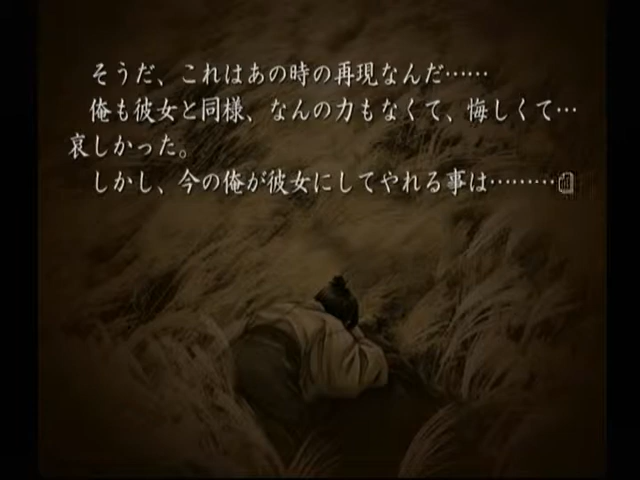 そうだ、これはあの時の再現なんだ……
俺も彼女と同様、なんの力もなくて、悔しくて…
哀しかった。
しかし、今の俺が彼女にしてやれる事は………